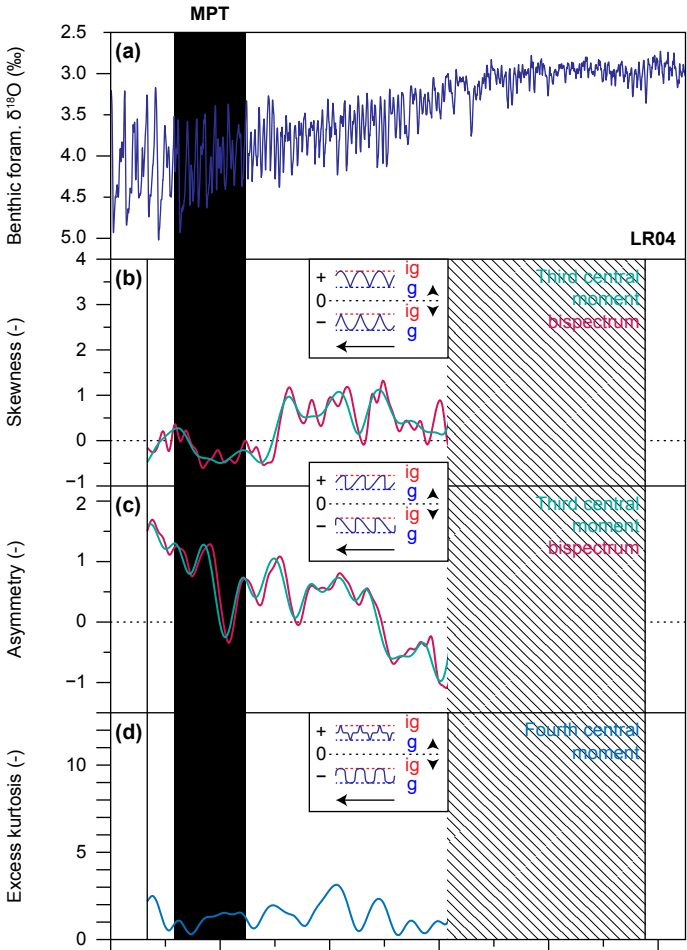 MPT
(a)
Benthic foram. δ¹⁸O (‰)
2.5
3.0
3.5
4.0
4.5
5.0
LR04
(b)
Skewness (-)
4
3
2
1
0
−1
+
0
−
ig
g
ig
g
Third central
moment
bispectrum
(c)
Asymmetry (-)
2
1
0
−1
+
0
−
ig
g
ig
g
Third central
moment
bispectrum
(d)
Excess kurtosis (-)
10
5
0
+
0
−
ig
g
ig
g
Fourth central
moment